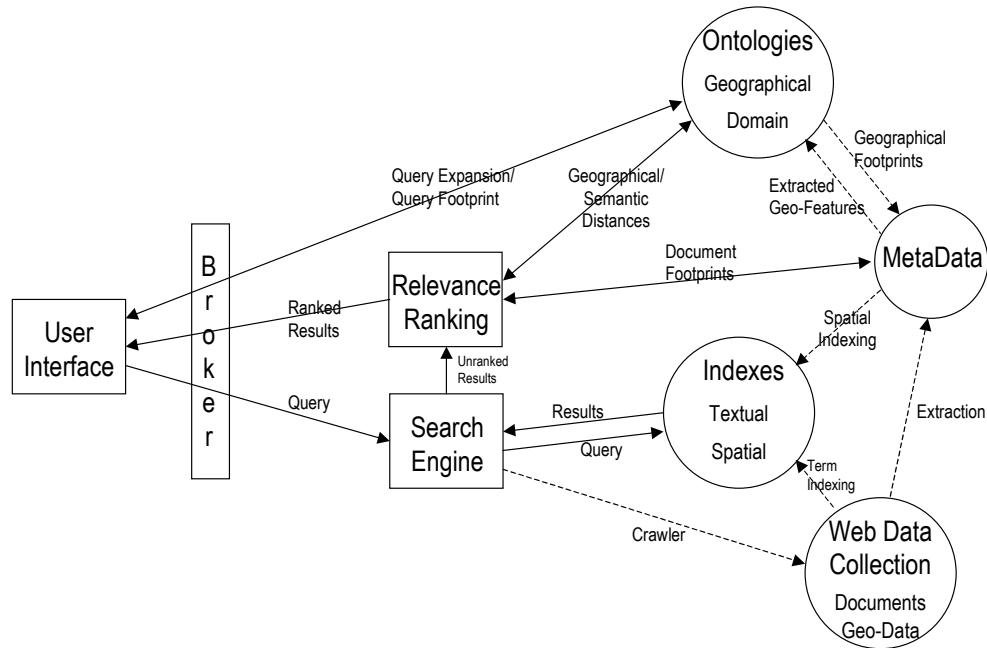 Ontologies
Geographical
Domain
Geographical
Footprints
Extracted
Geo-Features
Query Expansion/
Query Footprint
Geographical/
Semantic
Distances
B
r
o
k
e
r
MetaData
Document
Footprints
Relevance
Ranking
Ranked
Results
User
Interface
Spatial
Indexing
Unranked
Results
Indexes
Textual
Spatial
Query
Search
Engine
Results
Query
Extraction
Term
Indexing
Crawler
Web Data
Collection
Documents
Geo-Data